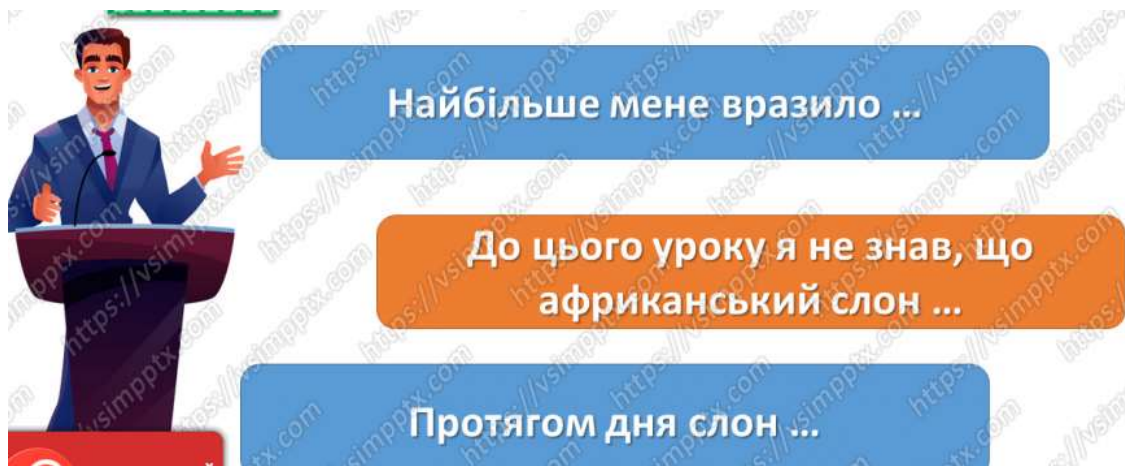 Найбільше мене вразило ...
До цього уроку я не знав, що
африканський слон ...
Протягом дня слон ...